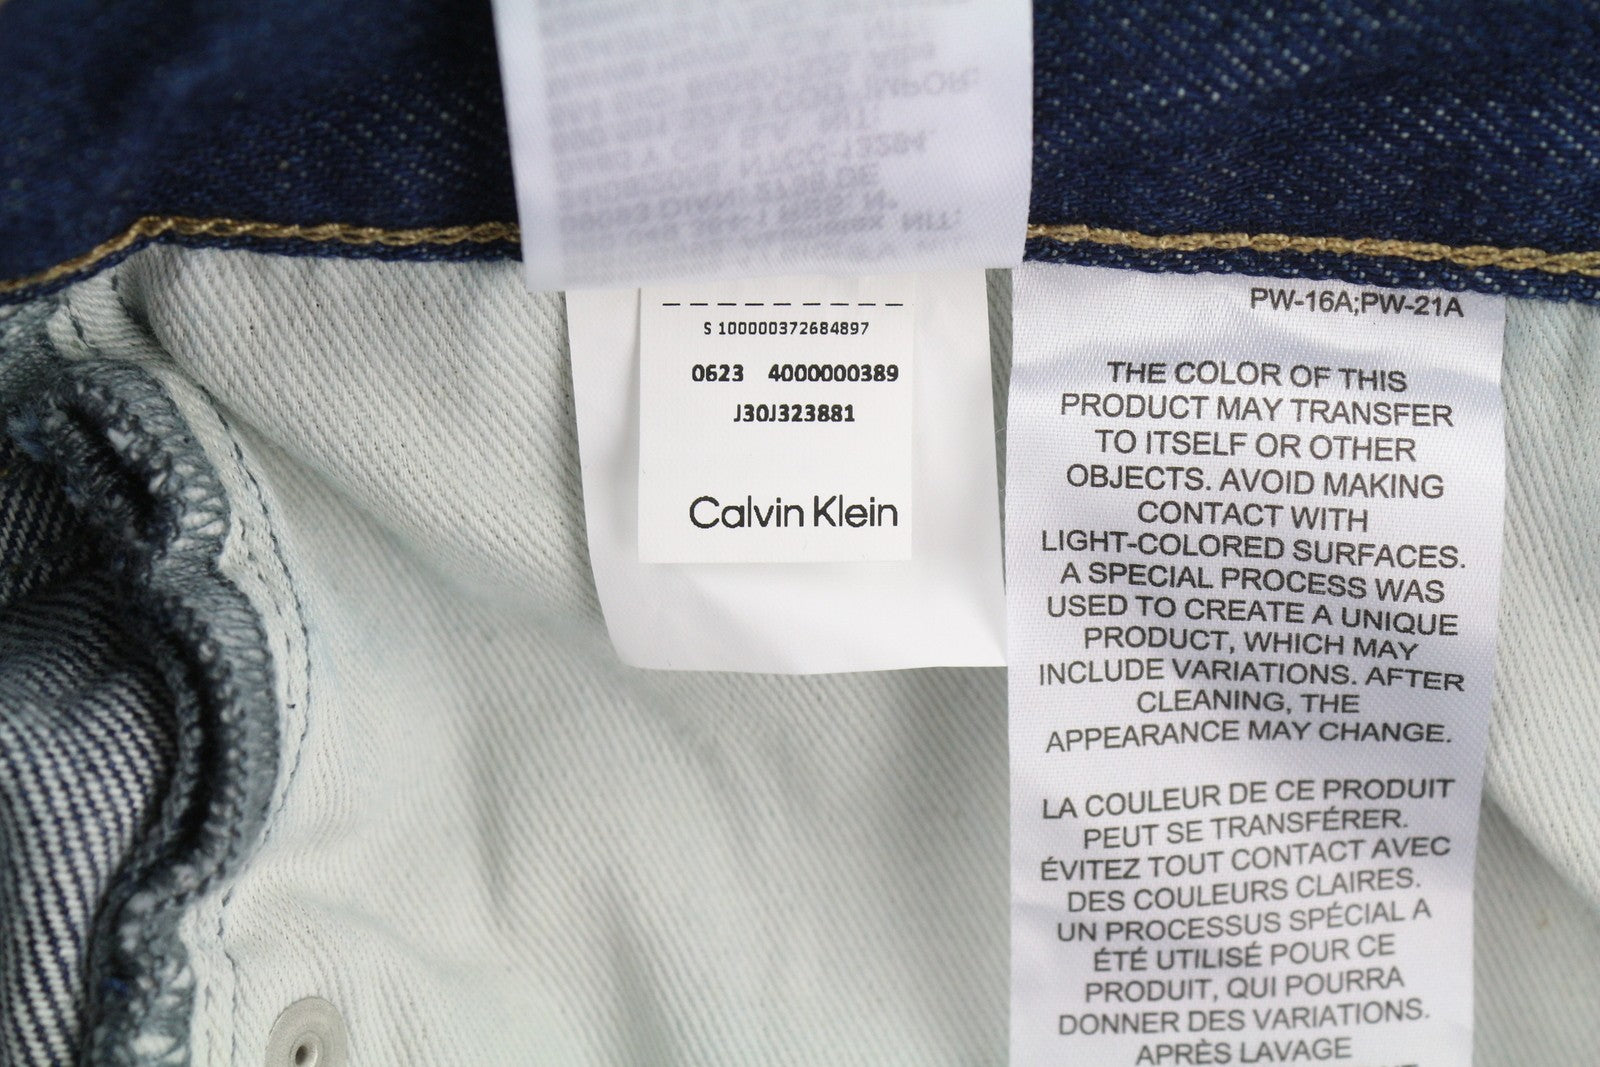 S 100000372684897
0623 4000000389
J30J323881
Calvin Klein
PW-16A;PW-21A
THE COLOR OF THIS
PRODUCT MAY TRANSFER
TO ITSELF OR OTHER
OBJECTS. AVOID MAKING
CONTACT WITH
LIGHT-COLORED SURFACES.
A SPECIAL PROCESS WAS
USED TO CREATE A UNIQUE
PRODUCT, WHICH MAY
INCLUDE VARIATIONS. AFTER
CLEANING, THE
APPEARANCE MAY CHANGE.
LA COULEUR DE CE PRODUIT
PEUT SE TRANSFÉRER.
ÉVITEZ TOUT CONTACT AVEC
DES COULEURS CLAIRES.
UN PROCESSUS SPÉCIAL A
ÉTÉ UTILISÉ POUR CE
PRODUIT, QUI POURRA
DONNER DES VARIATIONS.
APRÈS LAVAGE